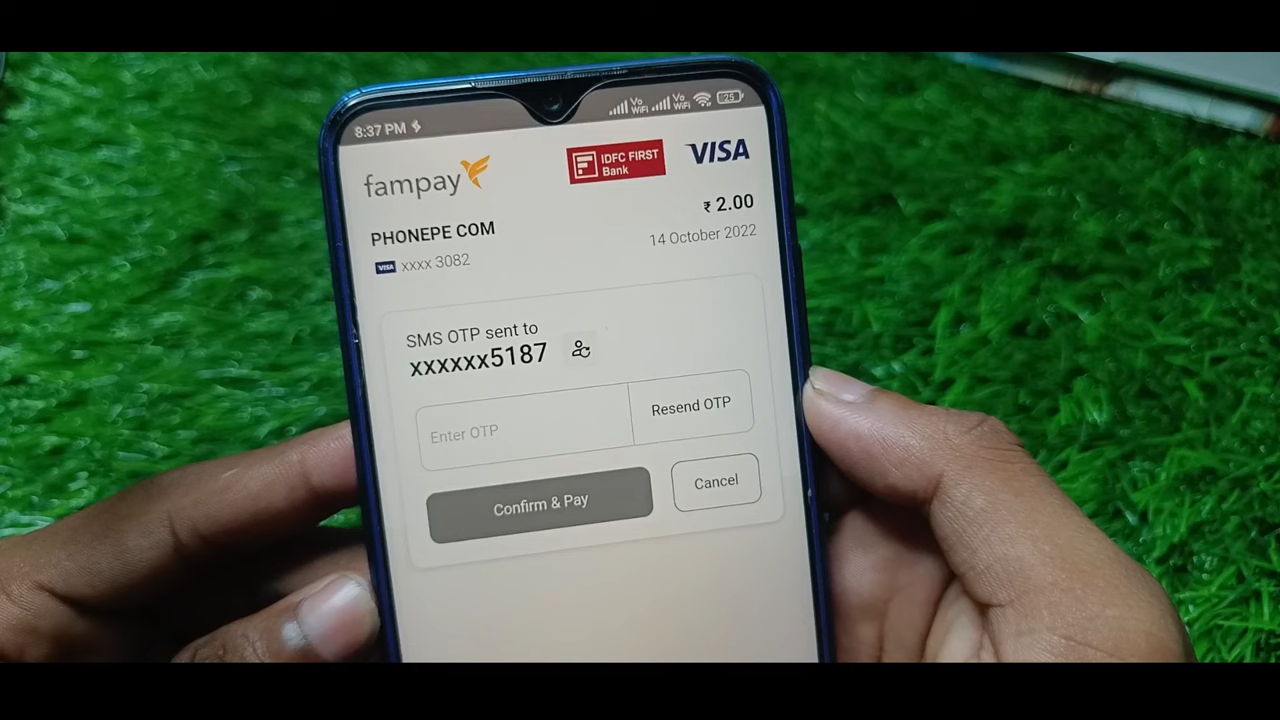 8:37 PM
Vo WiFi Vo WiFi 25
fampay
IDFC FIRST
Bank
VISA
PHONEPE COM
₹ 2.00
VISA xxxx 3082
14 October 2022
SMS OTP sent to
xxxxxx5187
Enter OTP
Resend OTP
Confirm & Pay
Cancel